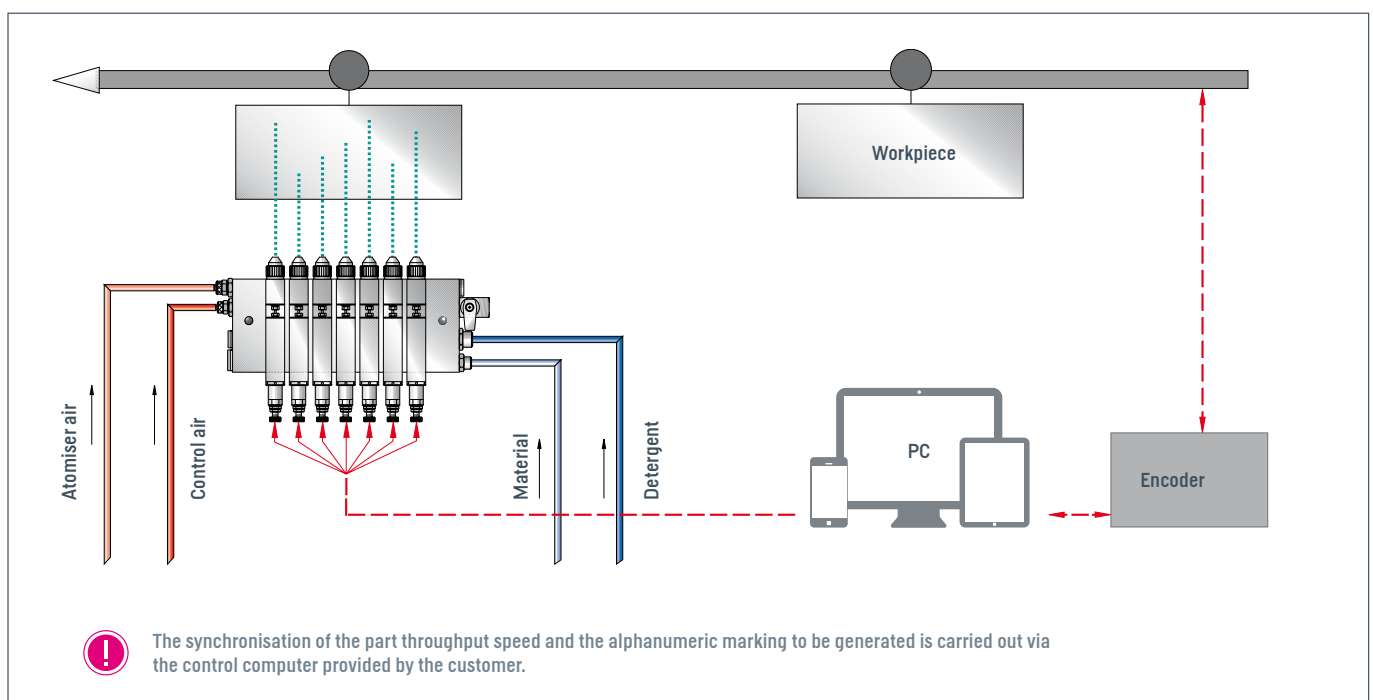 Workpiece
Atomiser air
Control air
Material
Detergent
PC
Encoder
The synchronisation of the part throughput speed and the alphanumeric marking to be generated is carried out via
the control computer provided by the customer.